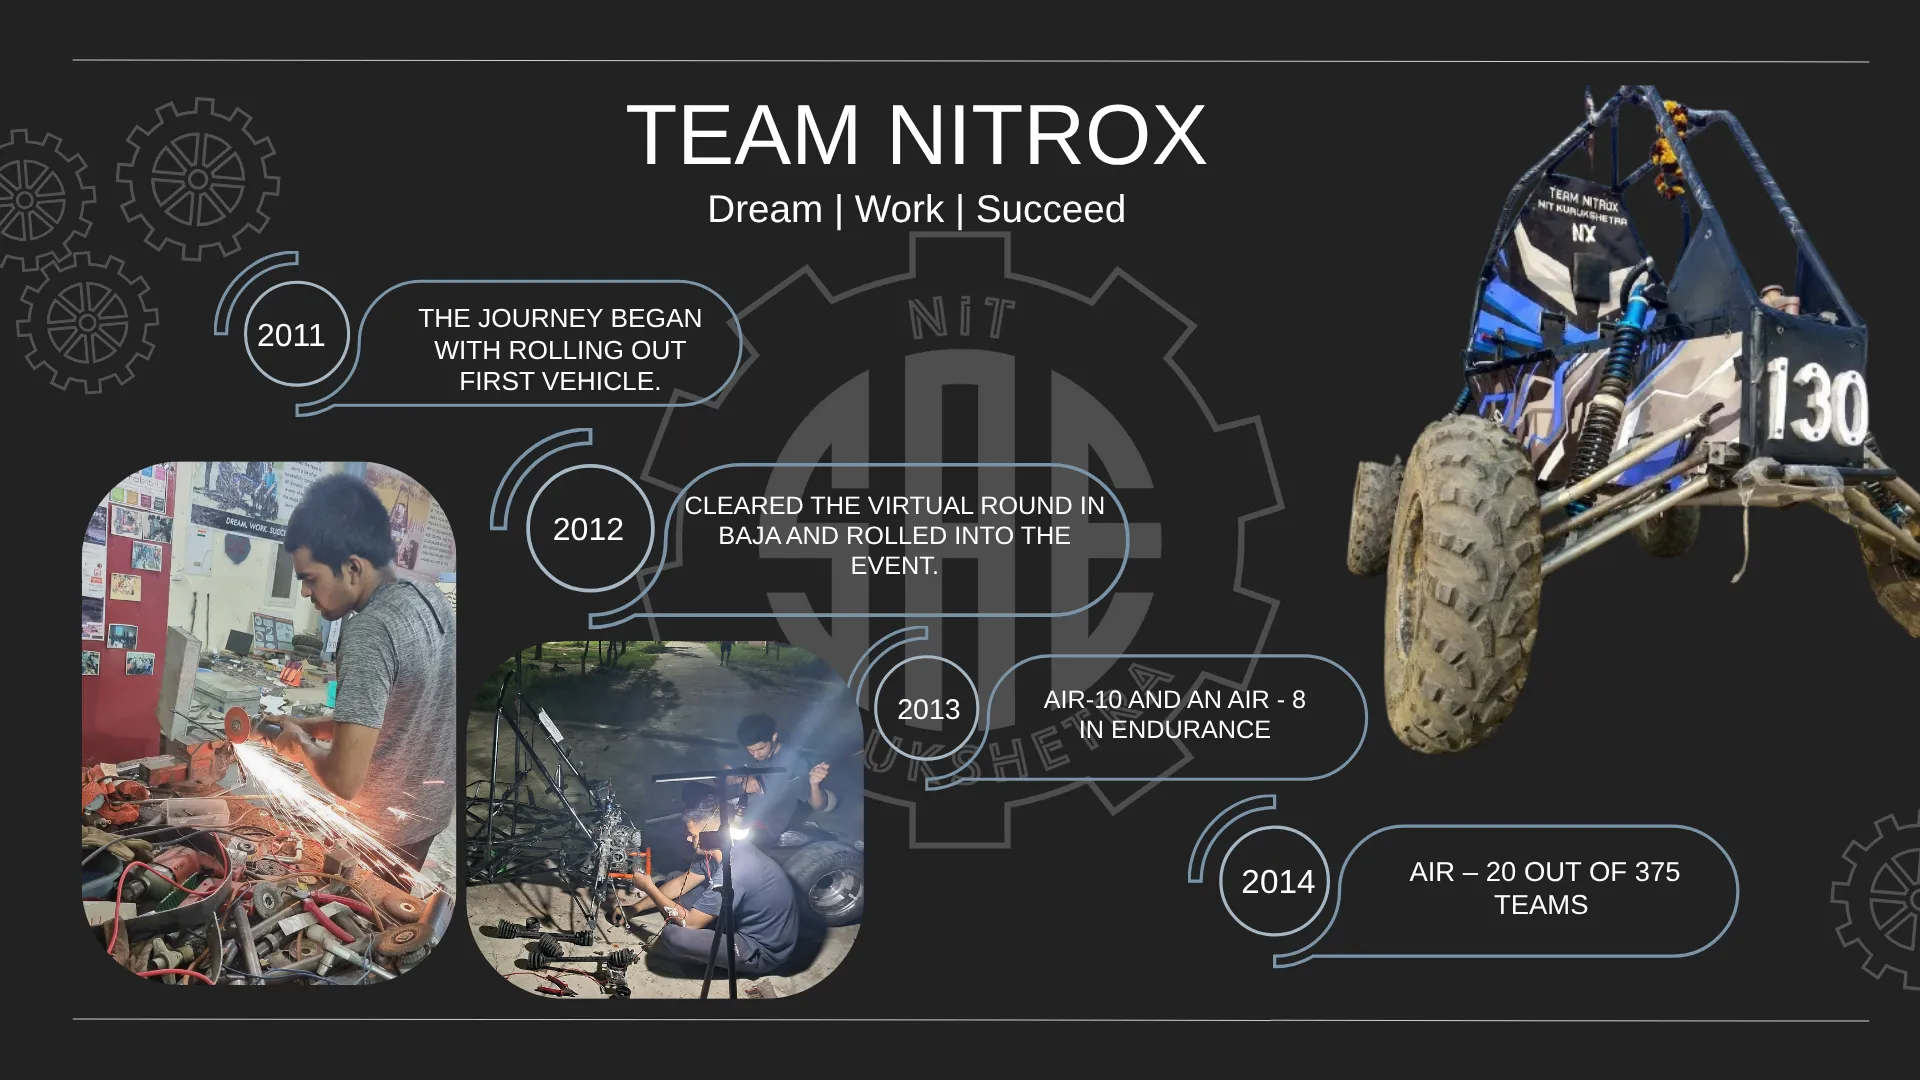 TEAM NITROX
Dream | Work | Succeed
TEAM NITROX
NIT KURUKSHETRA
NX
130
NiT
SAE
UKSHETRA
2011
THE JOURNEY BEGAN
WITH ROLLING OUT
FIRST VEHICLE.
2012
CLEARED THE VIRTUAL ROUND IN
BAJA AND ROLLED INTO THE
EVENT.
DREAM. WORK. SUCCE
2013
AIR-10 AND AN AIR - 8
IN ENDURANCE
2014
AIR – 20 OUT OF 375
TEAMS